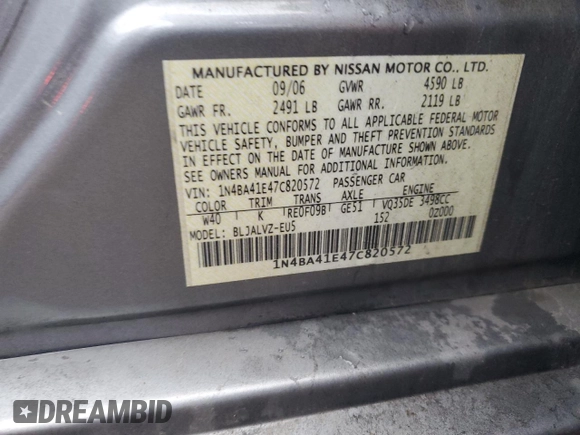 MANUFACTURED BY NISSAN MOTOR CO., LTD.
DATE 09/06 GVWR 4590 LB
GAWR FR. 2491 LB GAWR RR. 2119 LB
THIS VEHICLE CONFORMS TO ALL APPLICABLE FEDERAL MOTOR
VEHICLE SAFETY, BUMPER AND THEFT PREVENTION STANDARDS
IN EFFECT ON THE DATE OF MANUFACTURE SHOWN ABOVE.
SEE OWNERS MANUAL FOR ADDITIONAL INFORMATION.
VIN: 1N4BA41E47C820572 PASSENGER CAR
COLOR TRIM TRANS AXLE ENGINE
W40 K RE0F09B GE51 VQ35DE 3498CC
MODEL: BLJALVZ-EU5 152 0Z000
1N4BA41E47C820572
DREAMBID